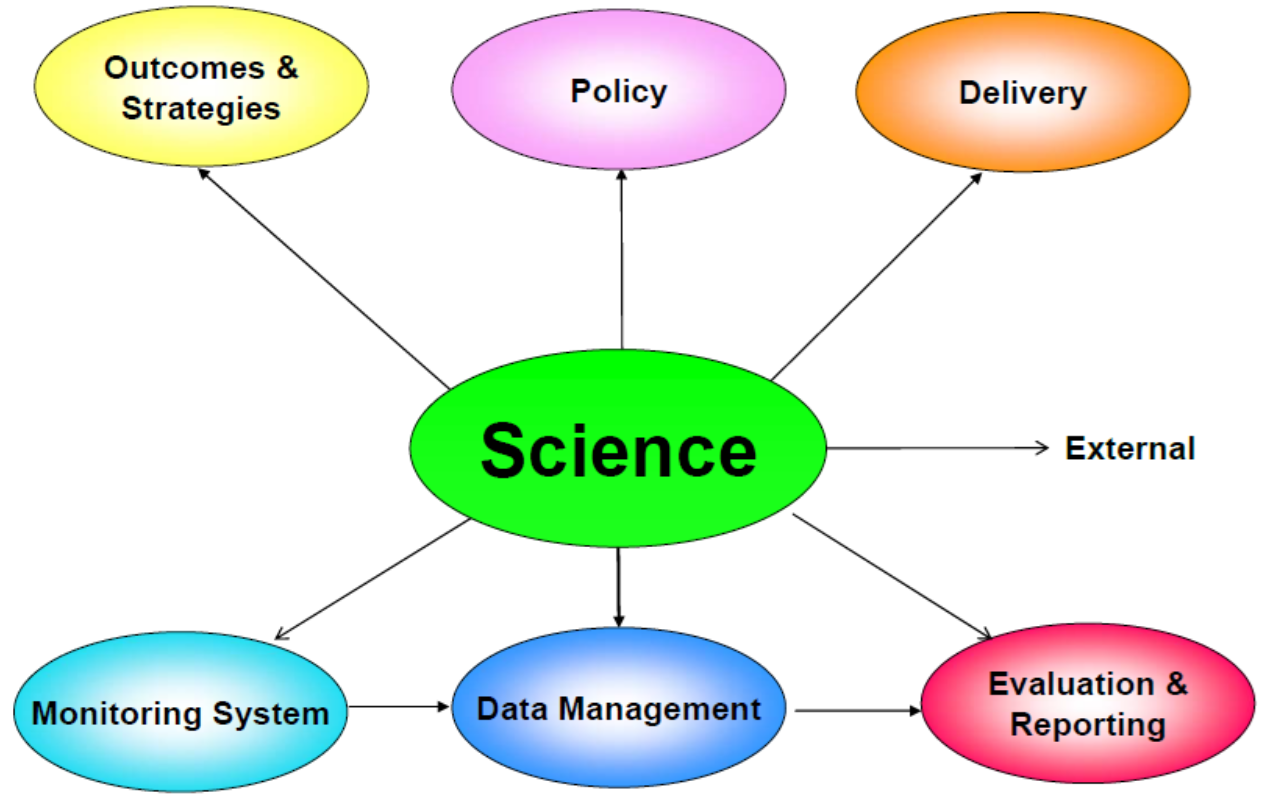 Outcomes &
Strategies
Policy
Delivery
Science
External
Monitoring System
Data Management
Evaluation &
Reporting